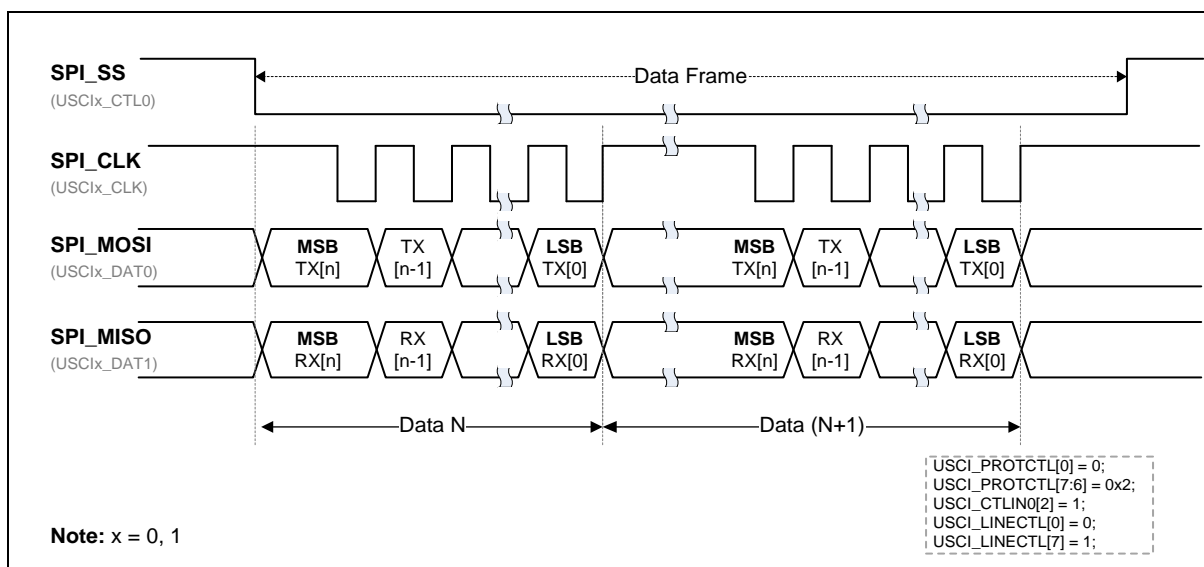 SPI_SS
(USCIx_CTL0)
Data Frame
SPI_CLK
(USCIx_CLK)
SPI_MOSI
(USCIx_DAT0)
MSB
TX[n]
TX
[n-1]
LSB
TX[0]
MSB
TX[n]
TX
[n-1]
LSB
TX[0]
SPI_MISO
(USCIx_DAT1)
MSB
RX[n]
RX
[n-1]
LSB
RX[0]
MSB
RX[n]
RX
[n-1]
LSB
RX[0]
Data N
Data (N+1)
USCI_PROTCTL[0] = 0;
USCI_PROTCTL[7:6] = 0x2;
USCI_CTLIN0[2] = 1;
USCI_LINECTL[0] = 0;
USCI_LINECTL[7] = 1;
Note: x = 0, 1